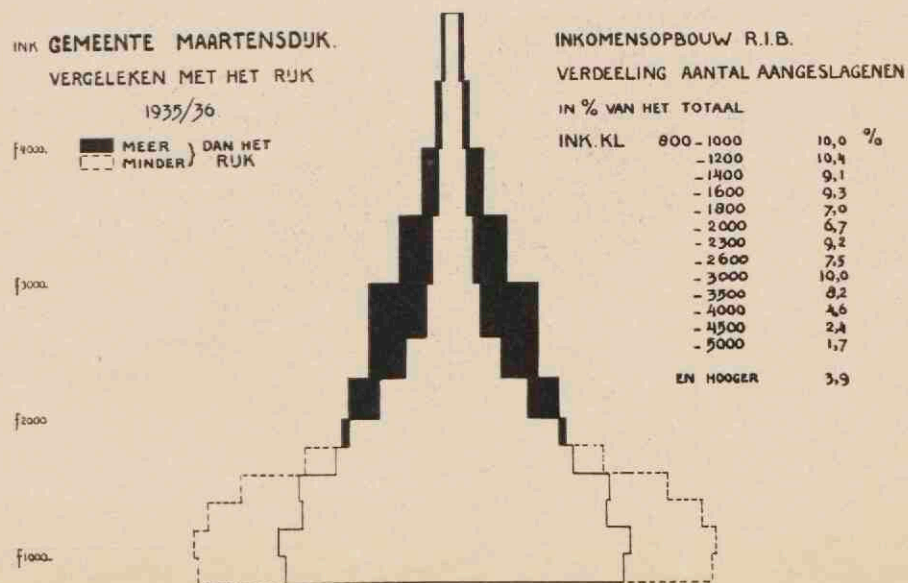 INK GEMEENTE MAARTENSDIJK.
VERGELEKEN MET HET RIJK
1935/36
MEER } DAN HET
MINDER } RIJK
f4000.
f3000.
f2000
f1000.
INKOMENSOPBOUW R.I.B.
VERDEELING AANTAL AANGESLAGENEN
IN % VAN HET TOTAAL
INK. KL 800 - 1000 10,0 %
- 1200 10,4
- 1400 9,1
- 1600 9,3
- 1800 7,0
- 2000 6,7
- 2300 9,2
- 2600 7,5
- 3000 10,0
- 3500 8,2
- 4000 4,6
- 4500 2,4
- 5000 1,7
EN HOOGER 3,9